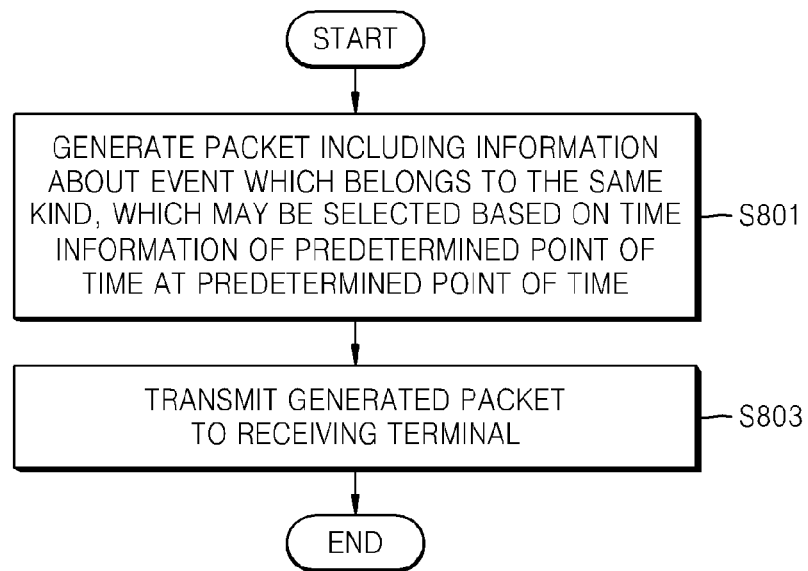 START
GENERATE PACKET INCLUDING INFORMATION
ABOUT EVENT WHICH BELONGS TO THE SAME
KIND, WHICH MAY BE SELECTED BASED ON TIME
INFORMATION OF PREDETERMINED POINT OF
TIME AT PREDETERMINED POINT OF TIME
S801
TRANSMIT GENERATED PACKET
TO RECEIVING TERMINAL
S803
END